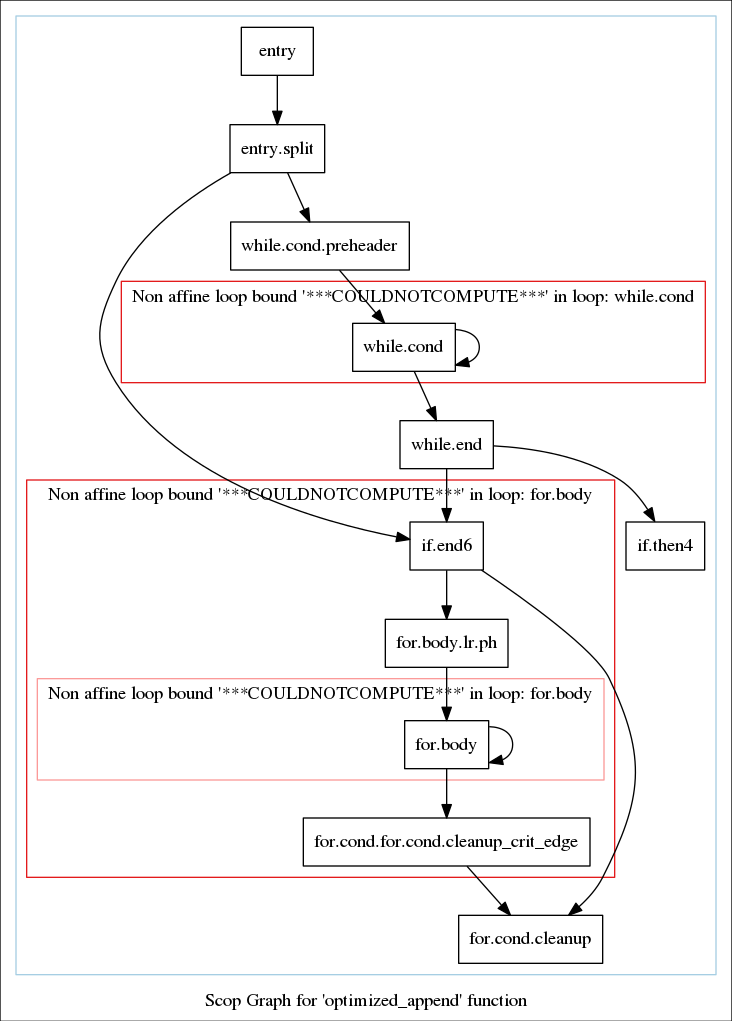 entry
entry.split
while.cond.preheader
Non affine loop bound '***COULDNOTCOMPUTE***' in loop: while.cond
while.cond
while.end
Non affine loop bound '***COULDNOTCOMPUTE***' in loop: for.body
if.end6
if.then4
for.body.lr.ph
Non affine loop bound '***COULDNOTCOMPUTE***' in loop: for.body
for.body
for.cond.for.cond.cleanup_crit_edge
for.cond.cleanup
Scop Graph for 'optimized_append' function